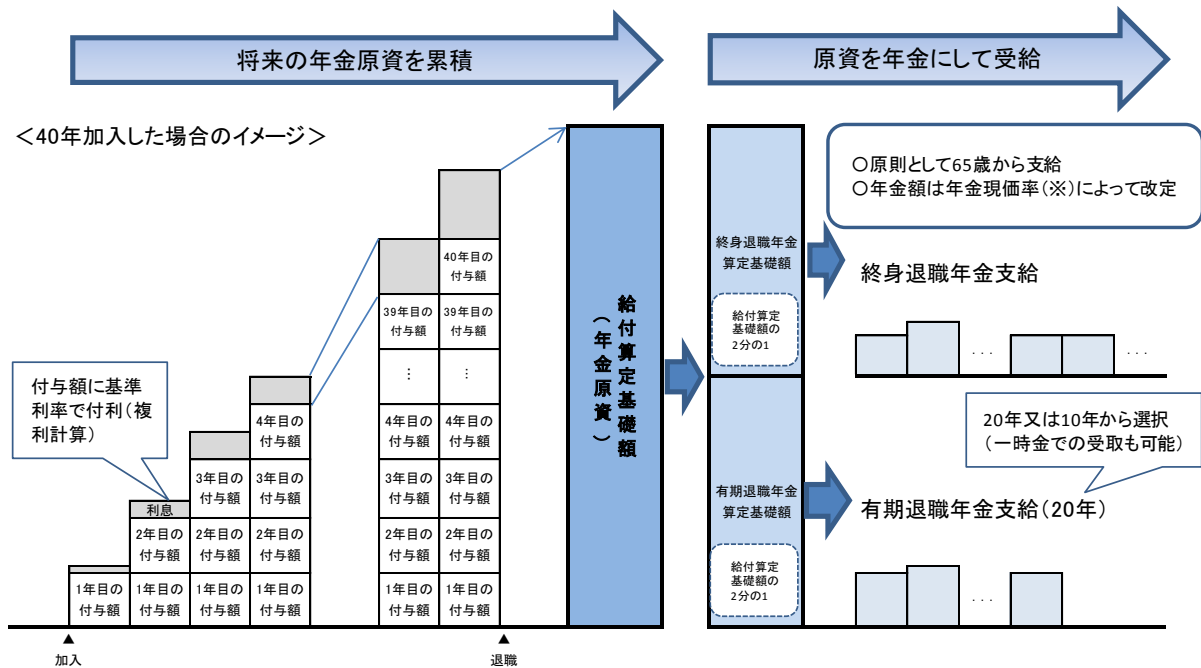 将来の年金原資を累積
原資を年金にして受給
＜40年加入した場合のイメージ＞
○原則として65歳から支給
○年金額は年金現価率(※)によって改定
付与額に基準
利率で付利(複
利計算)
利息
1年目の
付与額
2年目の
付与額
1年目の
付与額
3年目の
付与額
2年目の
付与額
1年目の
付与額
4年目の
付与額
3年目の
付与額
2年目の
付与額
1年目の
付与額
39年目の
付与額
⋮
4年目の
付与額
3年目の
付与額
2年目の
付与額
1年目の
付与額
40年目の
付与額
39年目の
付与額
⋮
4年目の
付与額
3年目の
付与額
2年目の
付与額
1年目の
付与額
▲
加入
▲
退職
給付算定基礎額
(年金原資)
終身退職年金
算定基礎額
給付算定
基礎額の
2分の1
終身退職年金支給
...
...
有期退職年金
算定基礎額
給付算定
基礎額の
2分の1
20年又は10年から選択
(一時金での受取も可能)
有期退職年金支給(20年)
...